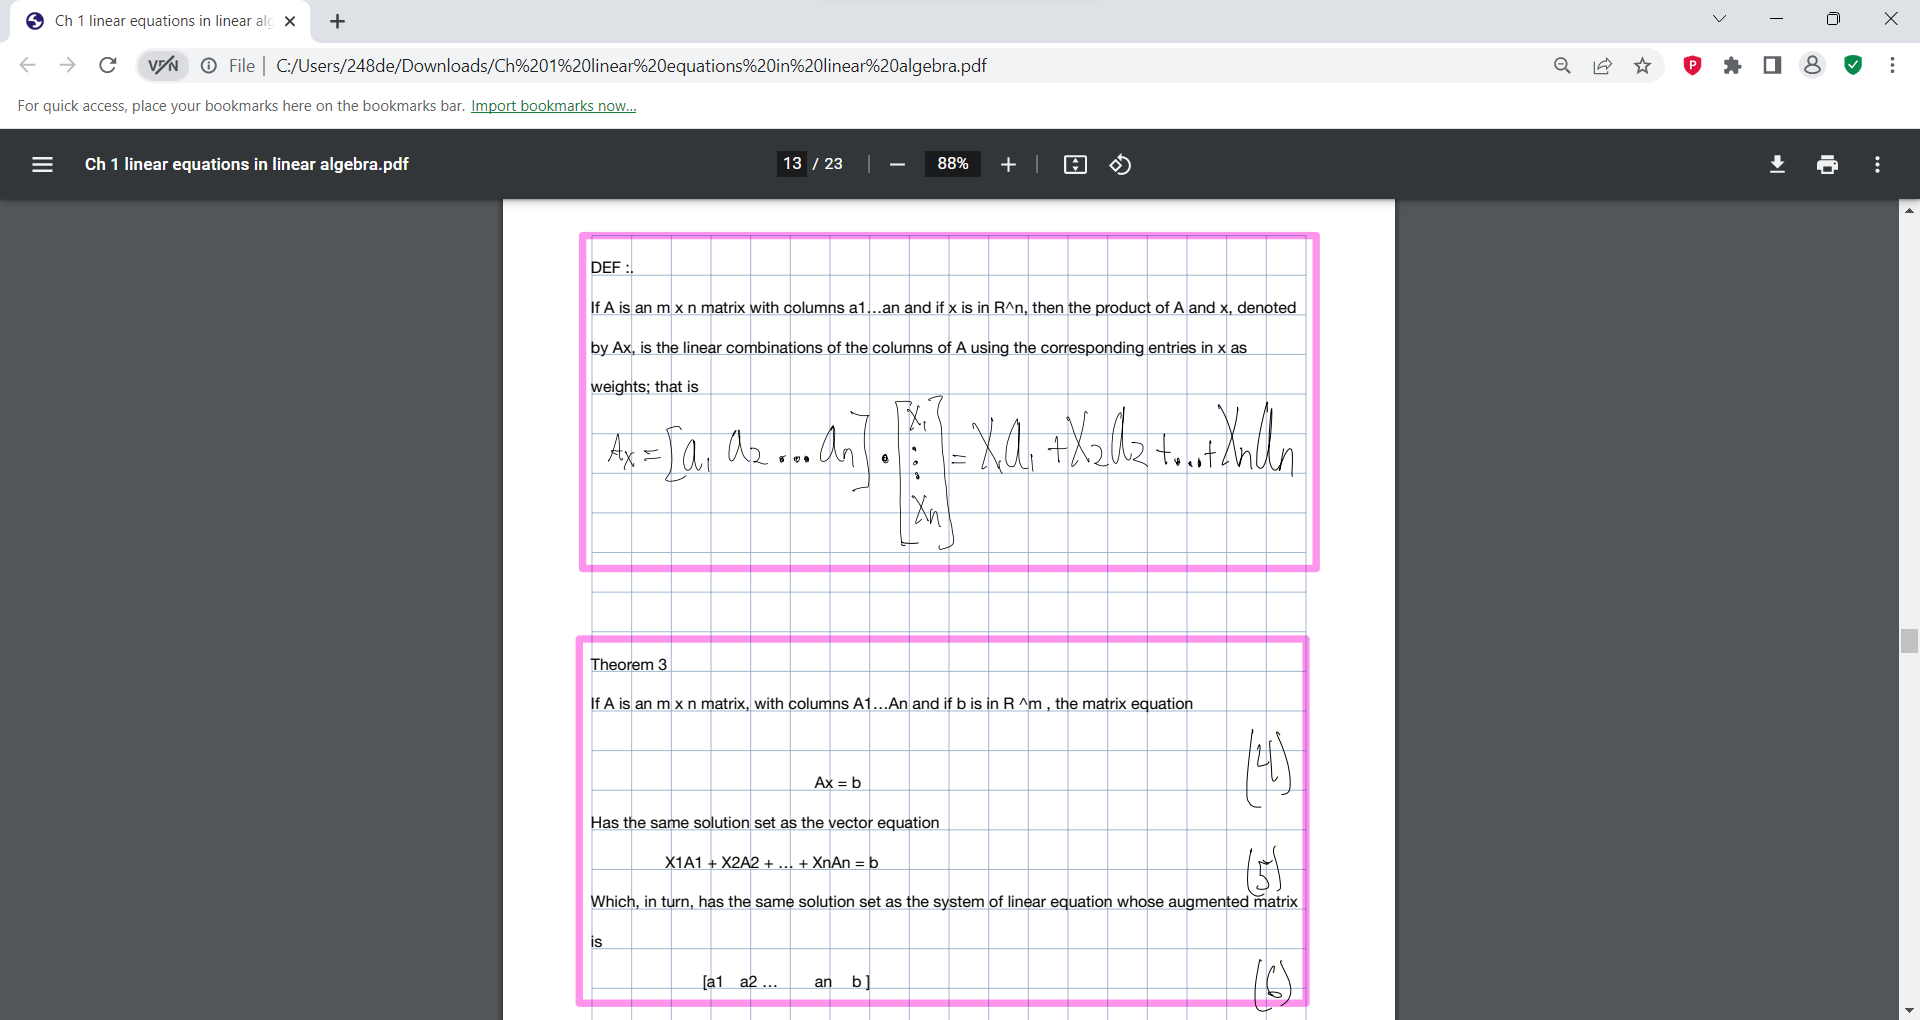 Ch 1 linear equations in linear alg
VPN File C:/Users/248de/Downloads/Ch%201%20linear%20equations%20in%20linear%20algebra.pdf
For quick access, place your bookmarks here on the bookmarks bar. Import bookmarks now...
Ch 1 linear equations in linear algebra.pdf 13 / 23 88%
DEF :.
If A is an m x n matrix with columns a1...an and if x is in R^n, then the product of A and x, denoted
by Ax, is the linear combinations of the columns of A using the corresponding entries in x as
weights; that is
Ax = [a₁ a₂ ... an] • [x₁ ⋮ xn] = X₁a₁ + X₂a₂ + ... + Xnan
Theorem 3
If A is an m x n matrix, with columns A1...An and if b is in R ^m , the matrix equation
(4)
Ax = b
Has the same solution set as the vector equation
X1A1 + X2A2 + ... + XnAn = b (5)
Which, in turn, has the same solution set as the system of linear equation whose augmented matrix
is
[a1 a2 ... an b ] (6)